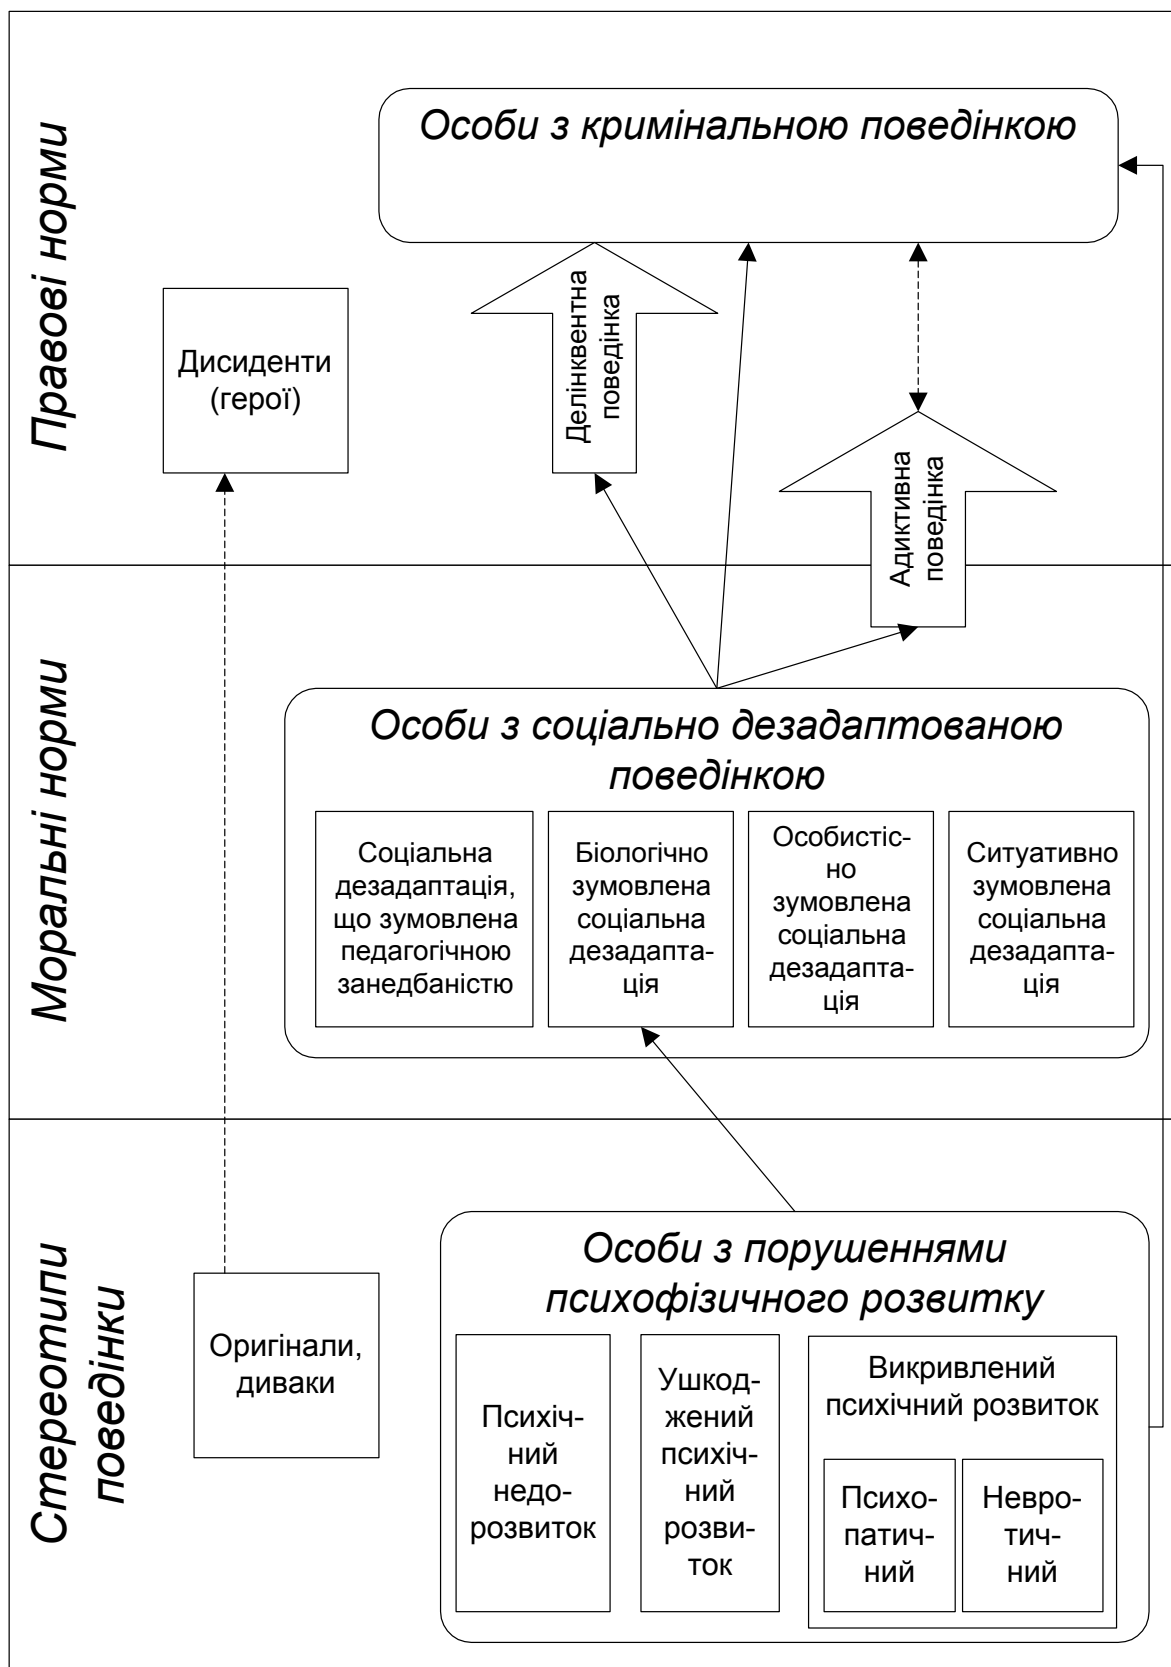 Правові норми
Особи з кримінальною поведінкою
Дисиденти
(герої)
Делінквентна
поведінка
Адиктивна
поведінка
Моральні норми
Особи з соціально дезадаптованою
поведінкою
Соціальна
дезадаптація,
що зумовлена
педагогічною
занедбаністю
Біологічно
зумовлена
соціальна
дезадапта-
ція
Особистіс-
но
зумовлена
соціальна
дезадапта-
ція
Ситуативно
зумовлена
соціальна
дезадапта-
ція
Стереотипи
поведінки
Оригінали,
диваки
Особи з порушеннями
психофізичного розвитку
Психіч-
ний
недо-
розвиток
Ушкод-
жений
психіч-
ний
розви-
ток
Викривлений
психічний розвиток
Психо-
патич-
ний
Невро-
тич-
ний